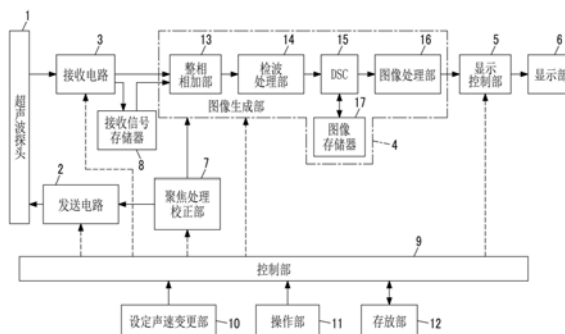 1
3
13
14
15
16
5
6
超声波探头
接收电路
整相
相加部
检波
处理部
DSC
图像处理部
显示
控制部
显示部
图像生成部
17
接收信号
存储器
图像
存储器
8
7
4
2
发送电路
聚焦处理
校正部
9
控制部
设定声速变更部
10
操作部
11
存放部
12